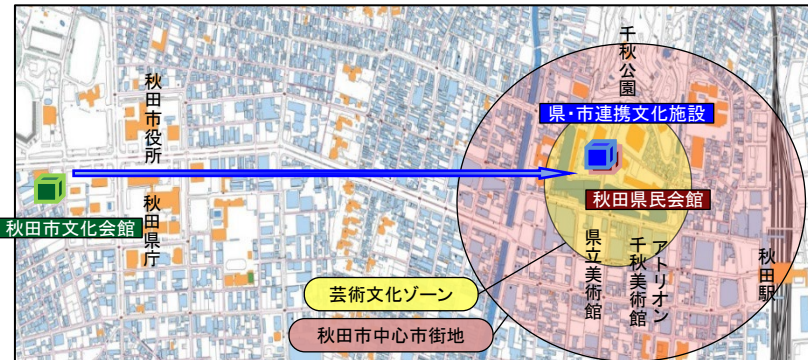 千秋公園
秋田市役所
県・市連携文化施設
秋田県民会館
秋田市文化会館
秋田県庁
県立美術館
アトリオン
千秋美術館
秋田駅
芸術文化ゾーン
秋田市中心市街地